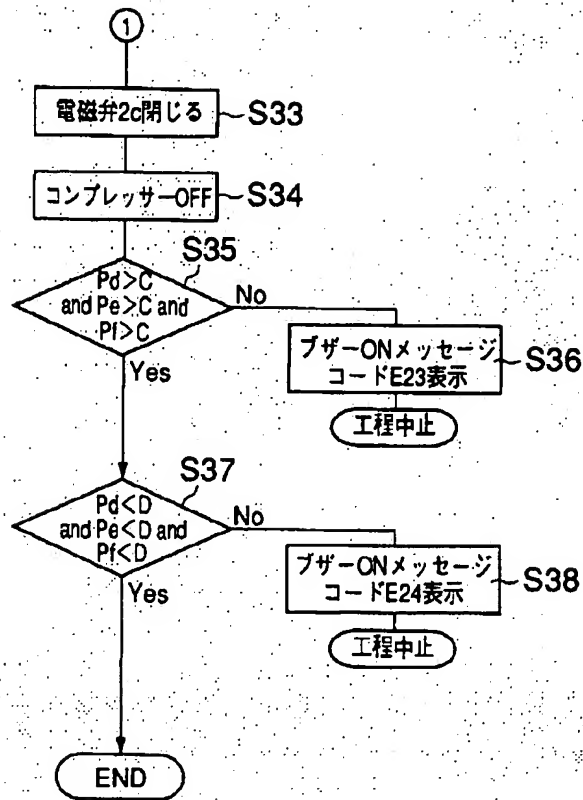 1
電磁弁2c閉じる
S33
コンプレッサーOFF
S34
S35
Pd>C
and Pe>C and
Pf>C
No
Yes
ブザーONメッセージ
コードE23表示
S36
工程中止
S37
Pd<D
and Pe<D and
Pf<D
No
Yes
ブザーONメッセージ
コードE24表示
S38
工程中止
END